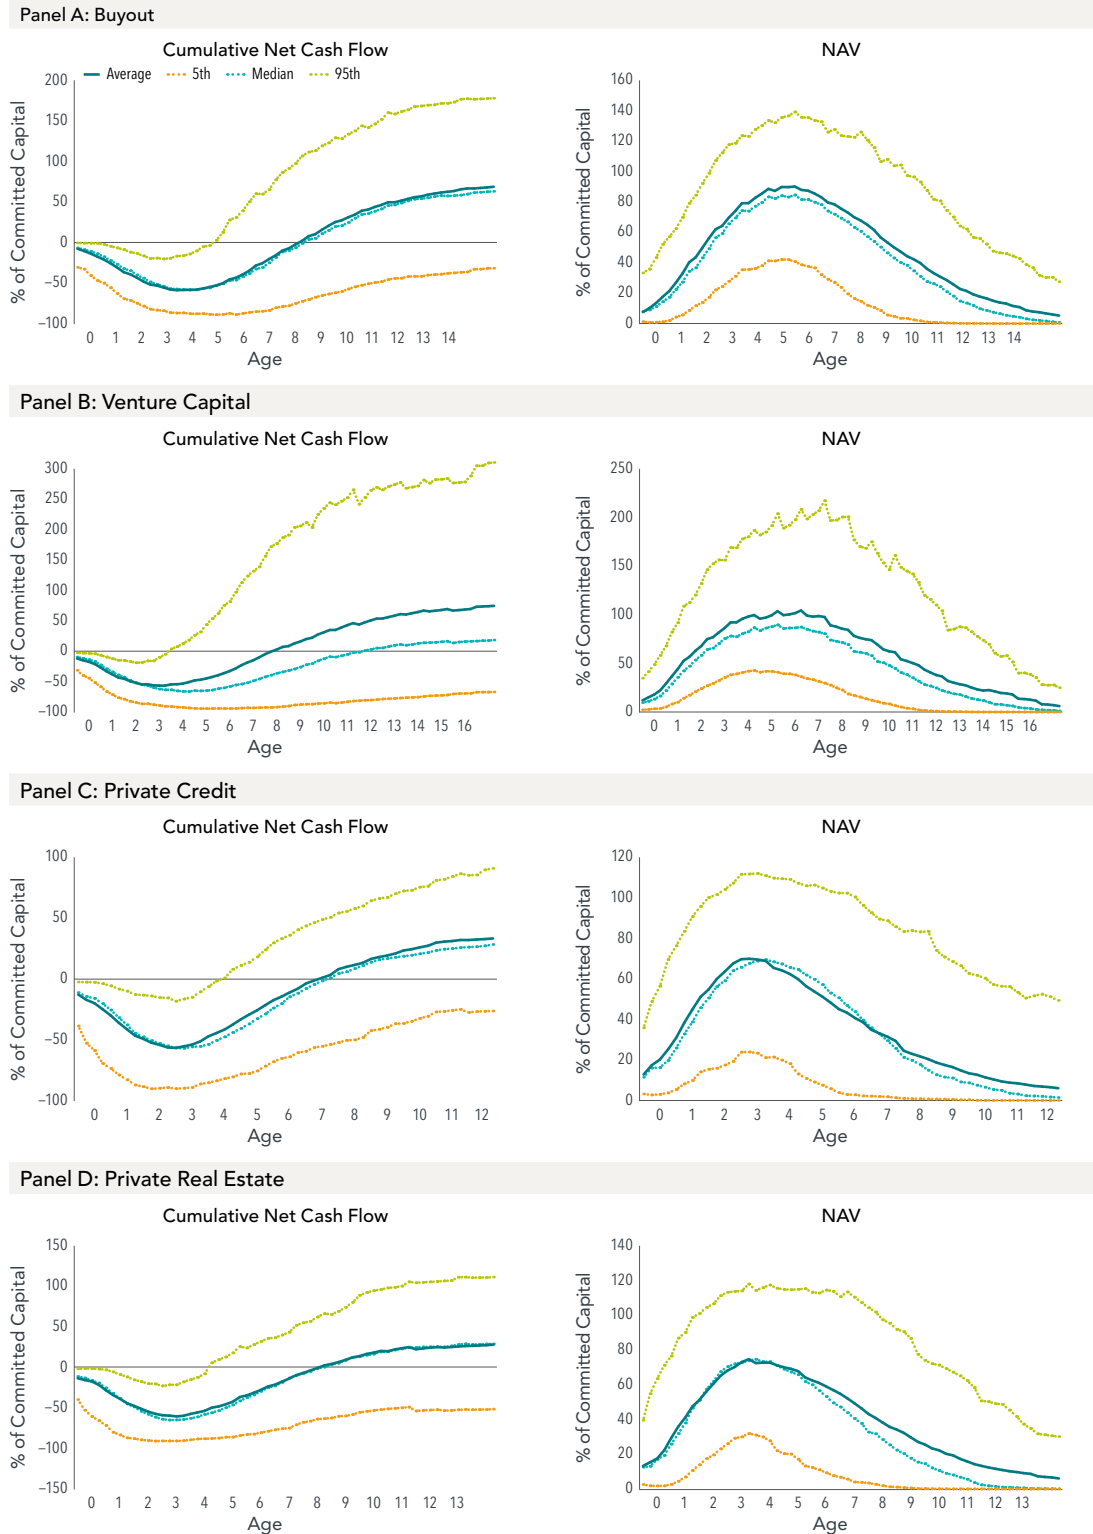 Panel A: Buyout
Cumulative Net Cash Flow
Average 5th Median 95th
% of Committed Capital
200
150
100
50
0
–50
–100
0 1 2 3 4 5 6 7 8 9 10 11 12 13 14
Age
NAV
% of Committed Capital
160
140
120
100
80
60
40
20
0
0 1 2 3 4 5 6 7 8 9 10 11 12 13 14
Age
Panel B: Venture Capital
Cumulative Net Cash Flow
% of Committed Capital
300
250
200
150
100
50
0
–50
–100
0 1 2 3 4 5 6 7 8 9 10 11 12 13 14 15 16
Age
NAV
% of Committed Capital
250
200
150
100
50
0
0 1 2 3 4 5 6 7 8 9 10 11 12 13 14 15 16
Age
Panel C: Private Credit
Cumulative Net Cash Flow
% of Committed Capital
100
50
0
–50
–100
0 1 2 3 4 5 6 7 8 9 10 11 12
Age
NAV
% of Committed Capital
120
100
80
60
40
20
0
0 1 2 3 4 5 6 7 8 9 10 11 12
Age
Panel D: Private Real Estate
Cumulative Net Cash Flow
% of Committed Capital
150
100
50
0
–50
–100
–150
0 1 2 3 4 5 6 7 8 9 10 11 12 13
Age
NAV
% of Committed Capital
140
120
100
80
60
40
20
0
0 1 2 3 4 5 6 7 8 9 10 11 12 13
Age